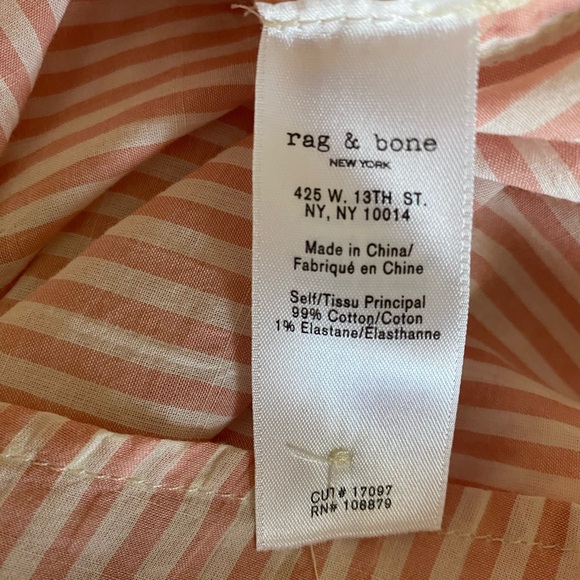 rag & bone
NEW YORK
425 W. 13TH ST.
NY, NY 10014
Made in China/
Fabriqué en Chine
Self/Tissu Principal
99% Cotton/Coton
1% Elastane/Élasthanne
CUT# 17097
RN# 108879